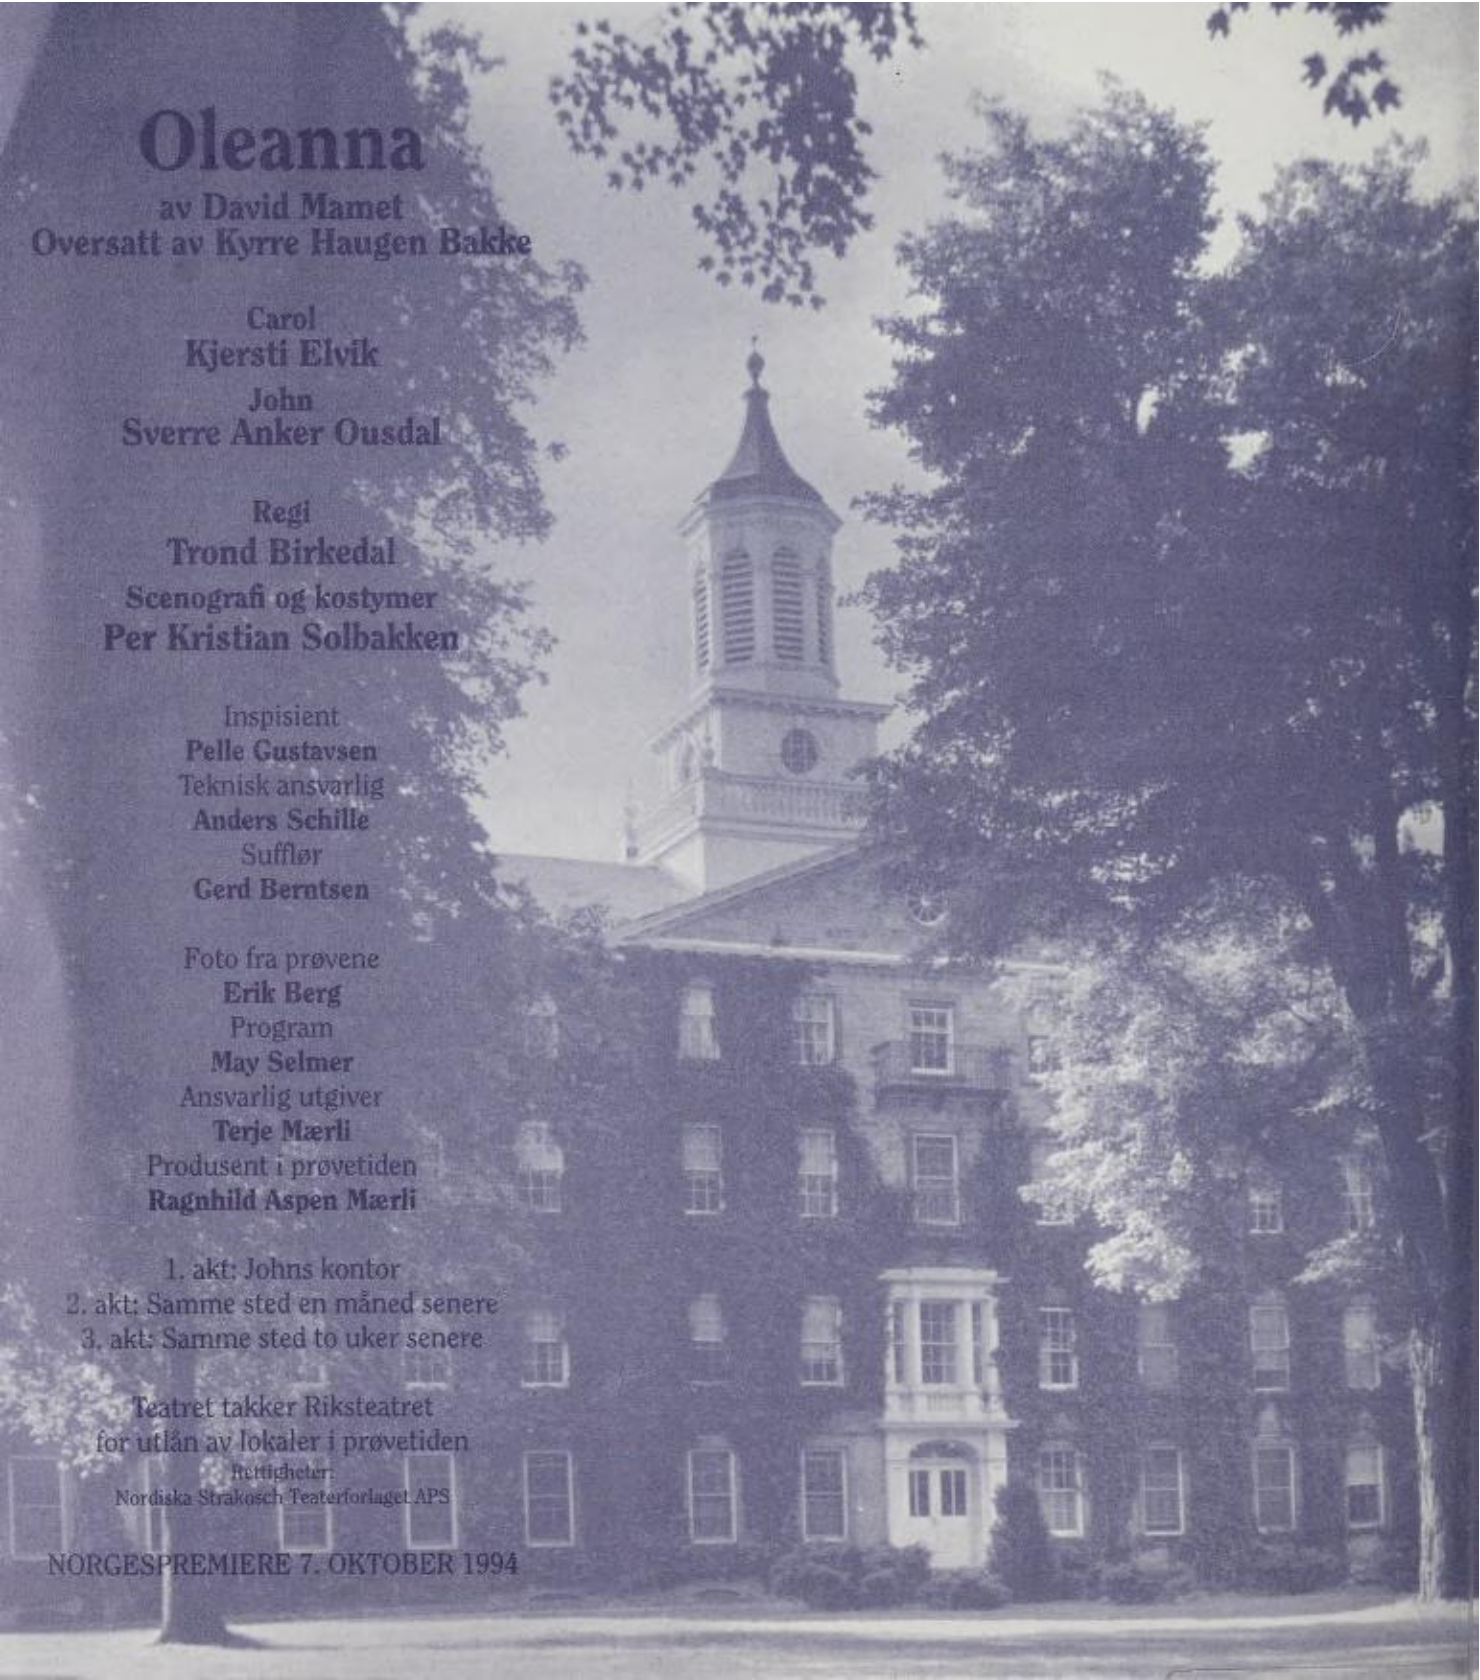 Oleanna
av David Mamet
Oversatt av Kyrre Haugen Bakke
Carol
Kjersti Elvik
John
Sverre Anker Ousdal
Regi
Trond Birkedal
Scenografi og kostymer
Per Kristian Solbakken
Inspisient
Pelle Gustavsen
Teknisk ansvarlig
Anders Schille
Sufflør
Gerd Berntsen
Foto fra prøvene
Erik Berg
Program
May Selmer
Ansvarlig utgiver
Terje Mærli
Produsent i prøvetiden
Ragnhild Aspen Mærli
1. akt: Johns kontor
2. akt: Samme sted en måned senere
3. akt: Samme sted to uker senere
Teatret takker Riksteatret
for utlån av lokaler i prøvetiden
Rettigheter:
Nordiska Strakosch Teaterforlaget APS
NORGESPREMIERE 7. OKTOBER 1994